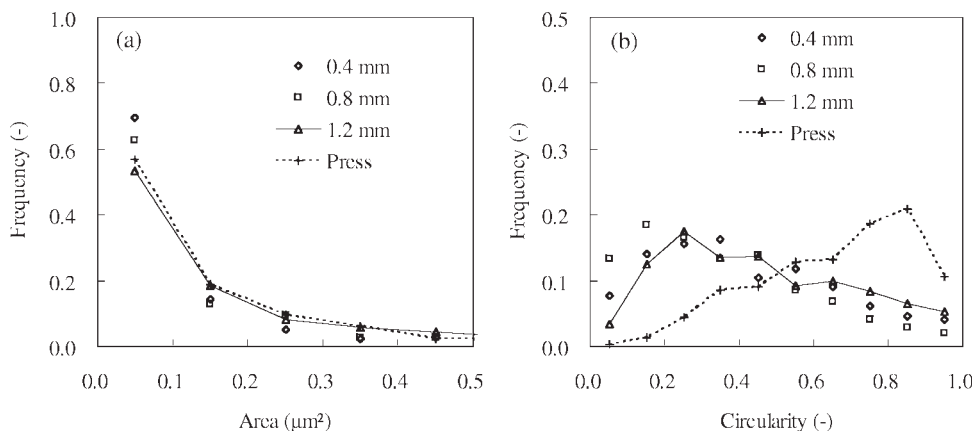 (a)
0.4 mm
0.8 mm
1.2 mm
Press
1.0
0.8
0.6
0.4
0.2
0.0
Frequency (-)
0.0 0.1 0.2 0.3 0.4 0.5
Area (μm²)
(b)
0.4 mm
0.8 mm
1.2 mm
Press
0.5
0.4
0.3
0.2
0.1
0.0
Frequency (-)
0.0 0.2 0.4 0.6 0.8 1.0
Circularity (-)